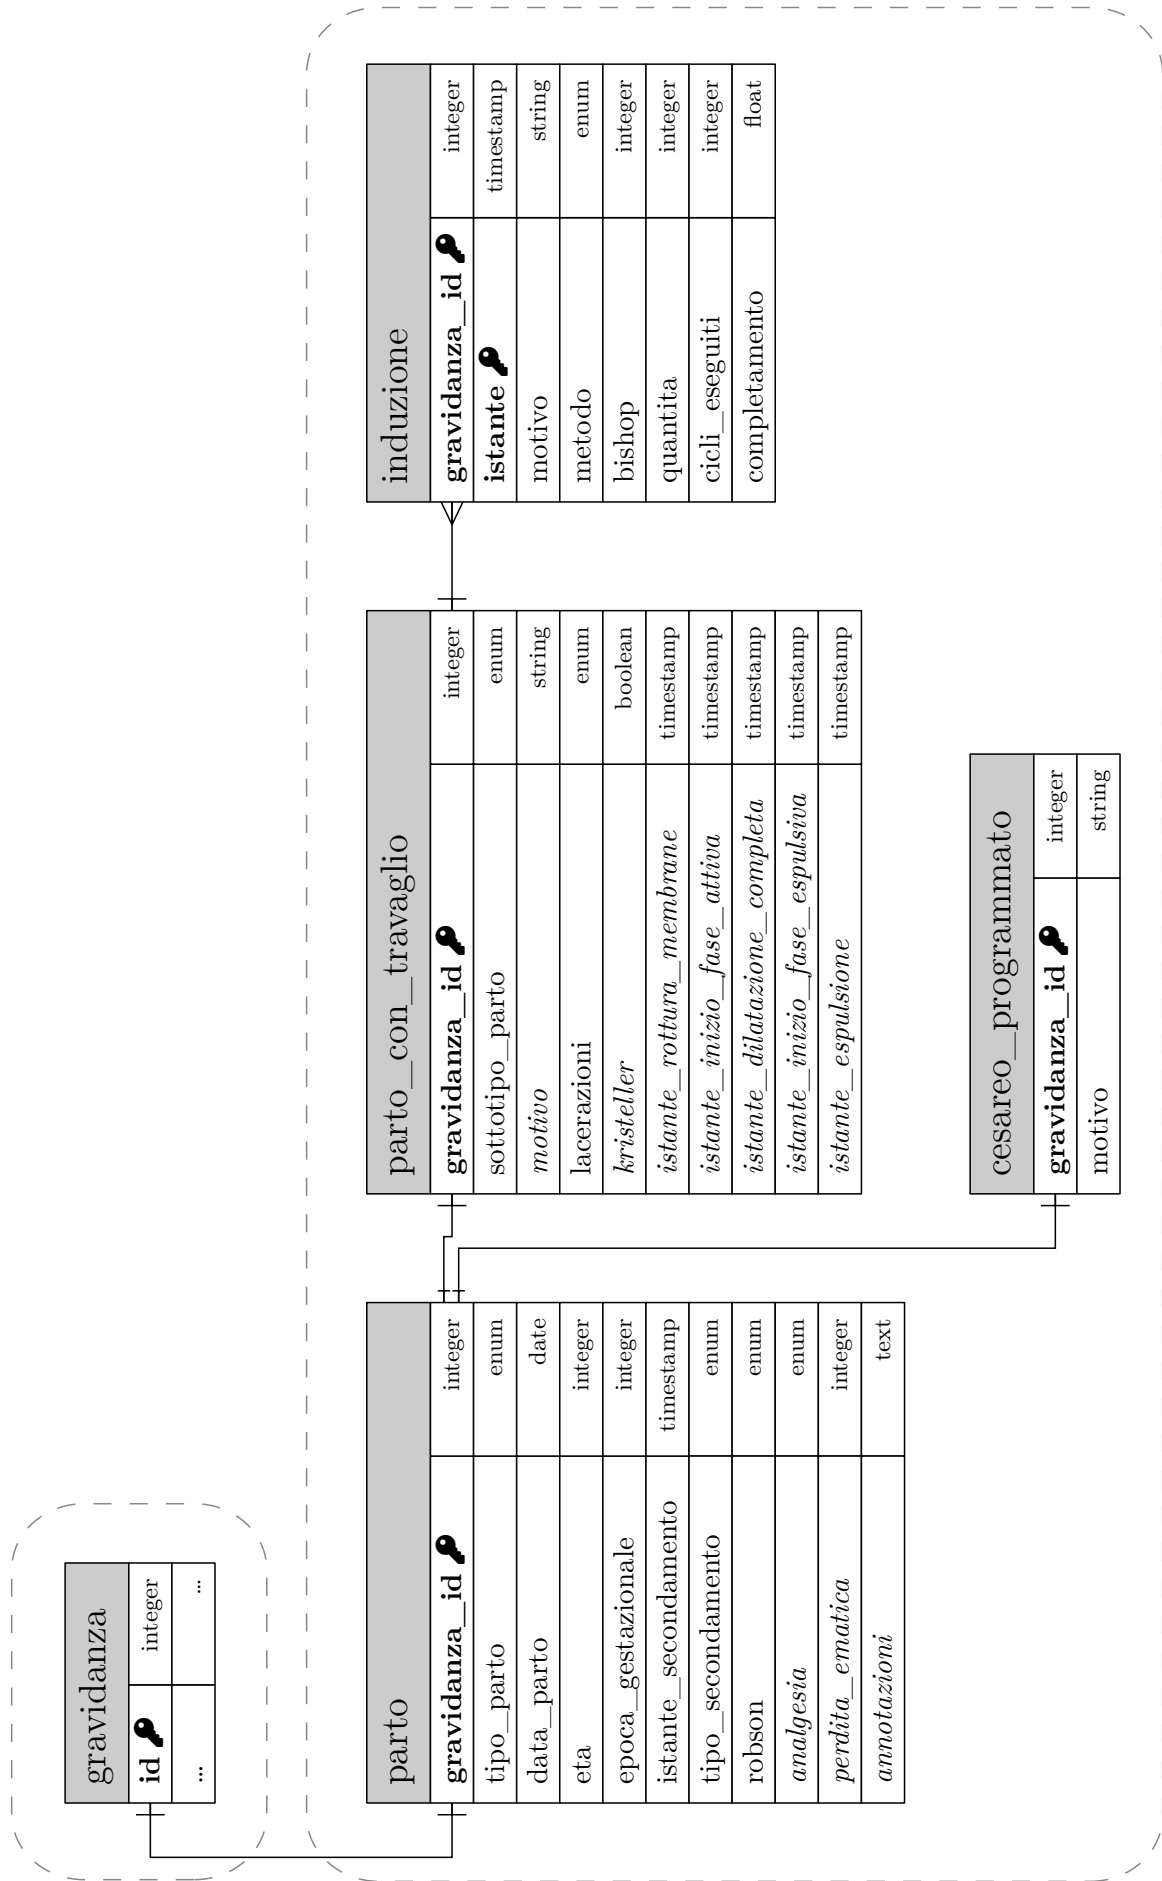 gravidanza
id integer
... ...
parto
gravidanza_id integer
tipo_parto enum
data_parto date
eta integer
epoca_gestazionale integer
istante_secondamento timestamp
tipo_secondamento enum
robson enum
analgesia enum
perdita_ematica integer
annotazioni text
parto_con_travaglio
gravidanza_id integer
sottotipo_parto enum
motivo string
lacerazioni enum
kristeller boolean
istante_rottura_membrane timestamp
istante_inizio_fase_attiva timestamp
istante_dilatazione_completa timestamp
istante_inizio_fase_espulsiva timestamp
istante_espulsione timestamp
cesareo_programmato
gravidanza_id integer
motivo string
induzione
gravidanza_id integer
istante timestamp
motivo string
metodo enum
bishop integer
quantita integer
cicli_eseguiti integer
completamento float